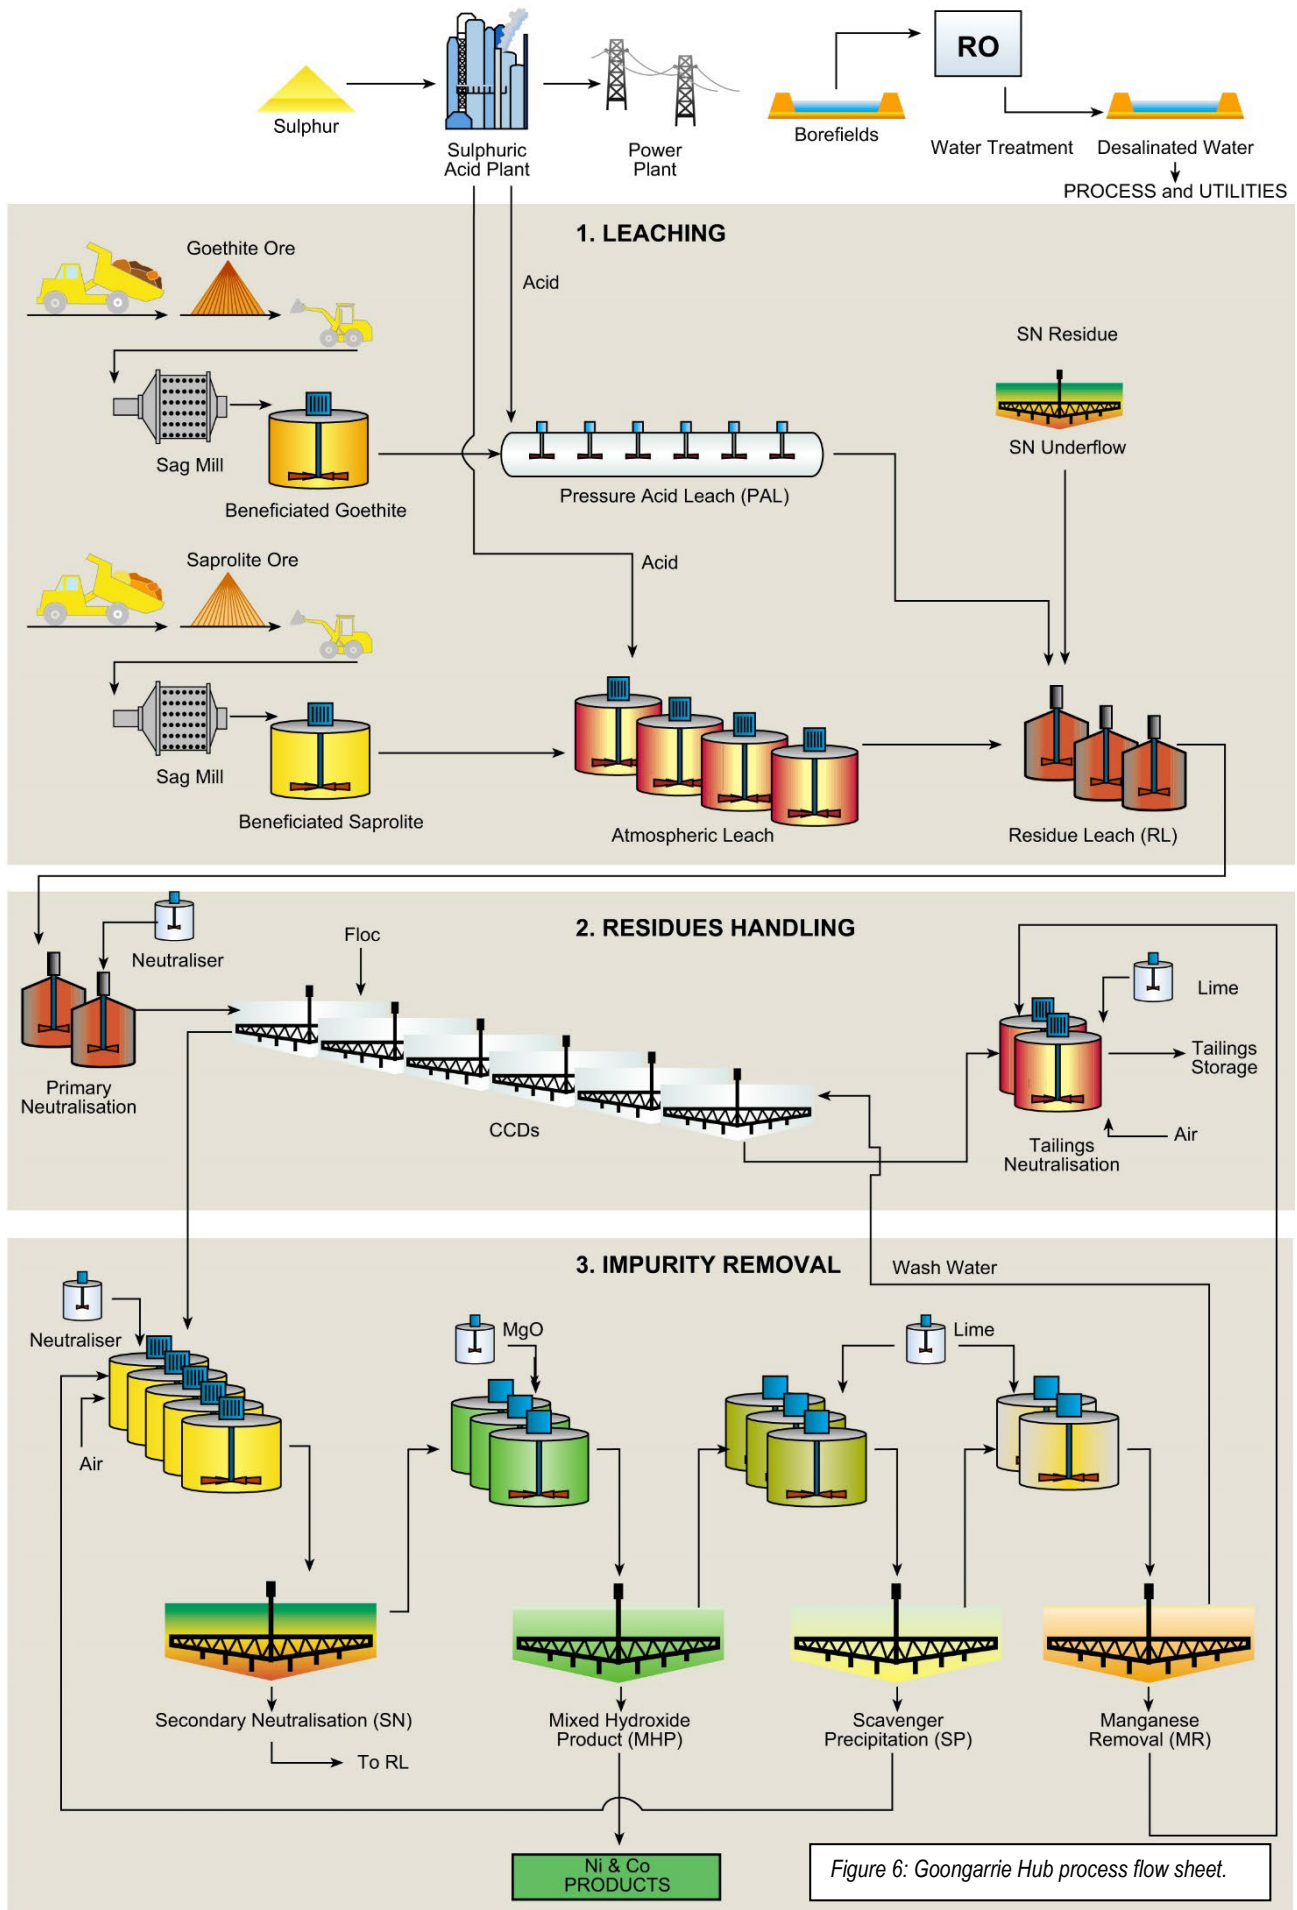 RO
Sulphur
Sulphuric
Acid Plant
Power
Plant
Borefields
Water Treatment
Desalinated Water
PROCESS and UTILITIES
1. LEACHING
Goethite Ore
Acid
SN Residue
SN Underflow
Sag Mill
Beneficiated Goethite
Pressure Acid Leach (PAL)
Saprolite Ore
Acid
Sag Mill
Beneficiated Saprolite
Atmospheric Leach
Residue Leach (RL)
2. RESIDUES HANDLING
Neutraliser
Floc
Lime
Primary
Neutralisation
CCDs
Tailings
Storage
Air
Tailings
Neutralisation
3. IMPURITY REMOVAL
Wash Water
Neutraliser
MgO
Lime
Air
Secondary Neutralisation (SN)
To RL
Mixed Hydroxide
Product (MHP)
Scavenger
Precipitation (SP)
Manganese
Removal (MR)
Ni & Co
PRODUCTS
Figure 6: Goongarrie Hub process flow sheet.